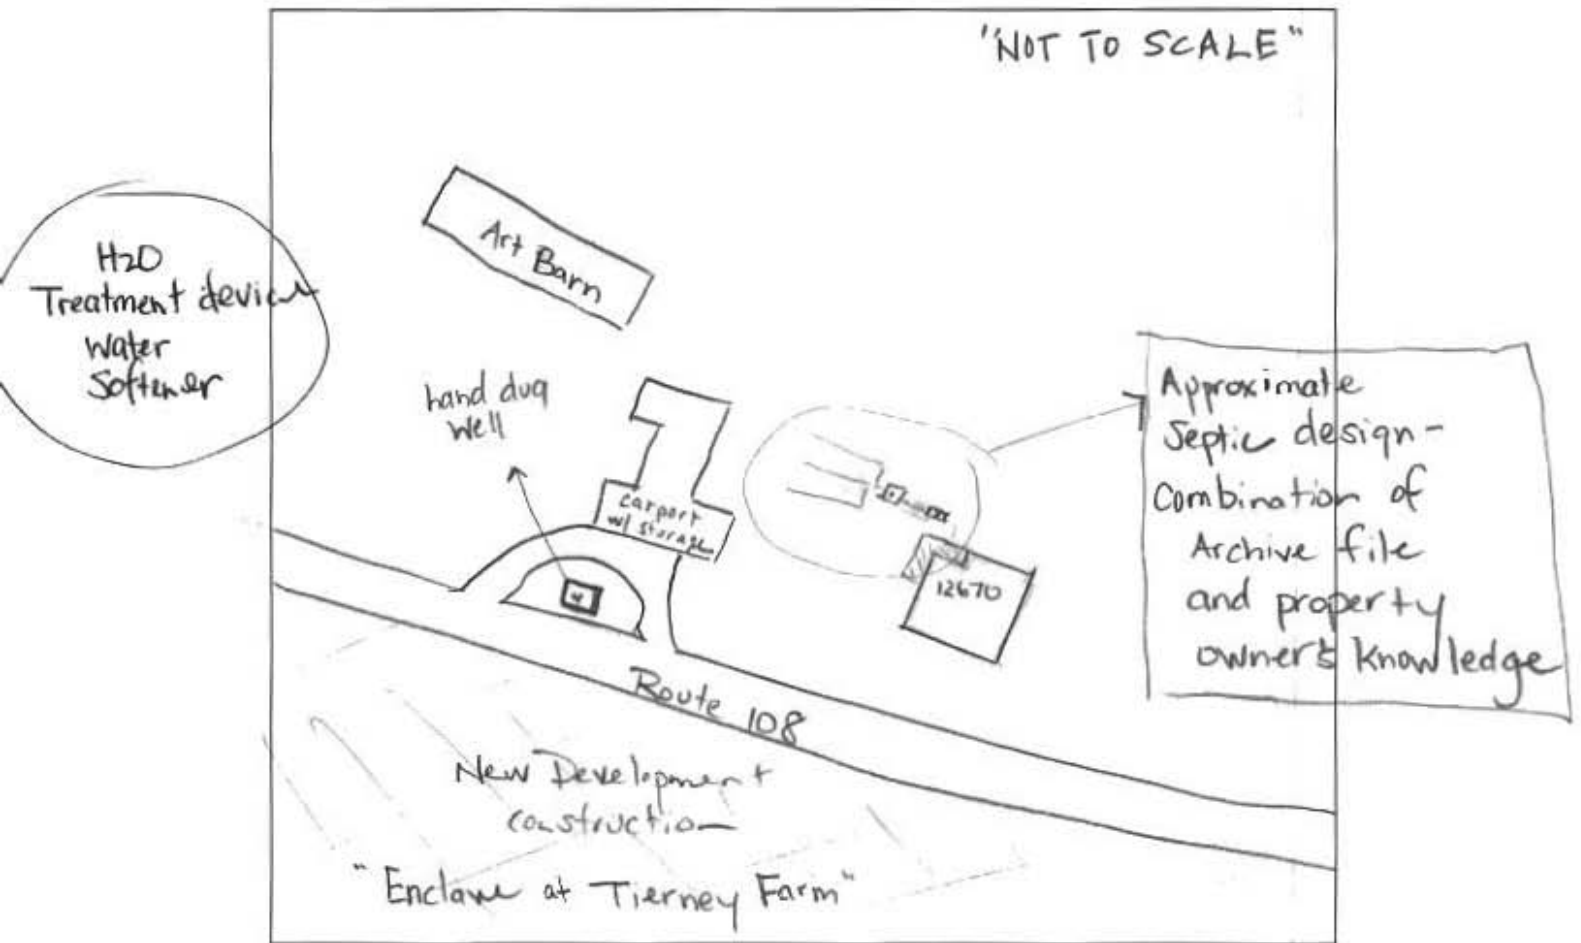 "NOT TO SCALE"
Art Barn
H2O
Treatment device
Water
Softener
hand dug
well
carport
w/ storage
W
12670
Approximate
Septic design-
Combination of
Archive file
and property
owner's knowledge
Route 108
New Development
construction
"Enclave at Tierney Farm"